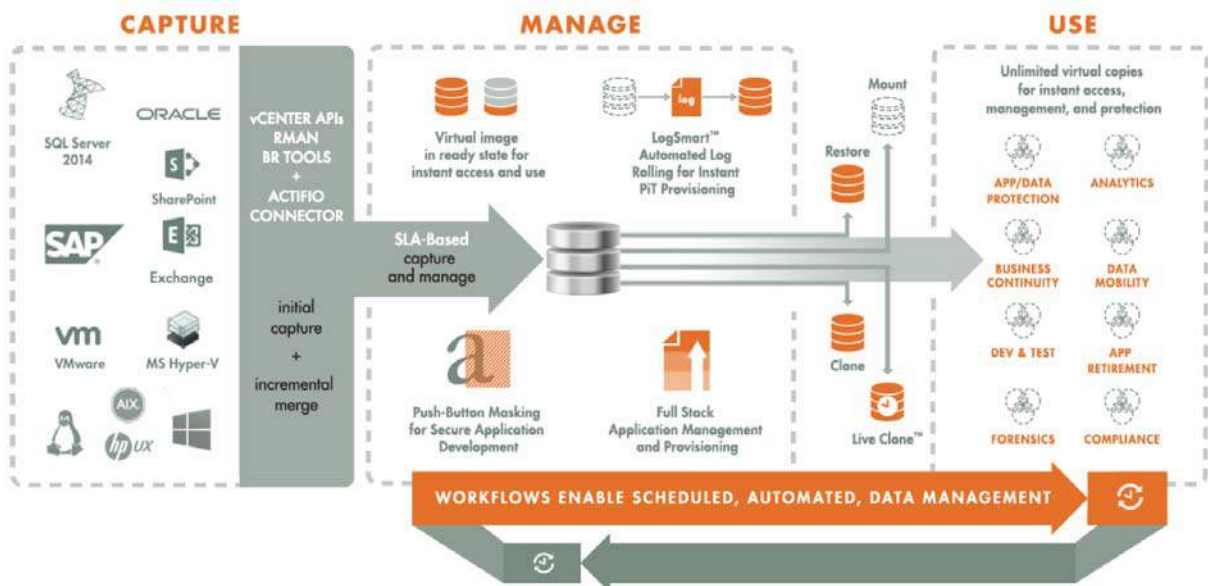 CAPTURE
MANAGE
USE
SQL Server
2014
ORACLE
S
SharePoint
SAP
®
E
Exchange
vm
VMware
MS Hyper-V
AIX
hp UX
vCENTER APIs
RMAN
BR TOOLS
+
ACTIFIO
CONNECTOR
initial
capture
+
incremental
merge
SLA-Based
capture
and manage
Virtual image
in ready state for
instant access and use
log
LogSmart™
Automated Log
Rolling for Instant
PiT Provisioning
a
Push-Button Masking
for Secure Application
Development
Full Stack
Application Management
and Provisioning
Mount
Restore
Clone
Live Clone™
Unlimited virtual copies
for instant access,
management, and protection
APP/DATA
PROTECTION
ANALYTICS
BUSINESS
CONTINUITY
DATA
MOBILITY
DEV & TEST
APP
RETIREMENT
FORENSICS
COMPLIANCE
WORKFLOWS ENABLE SCHEDULED, AUTOMATED, DATA MANAGEMENT